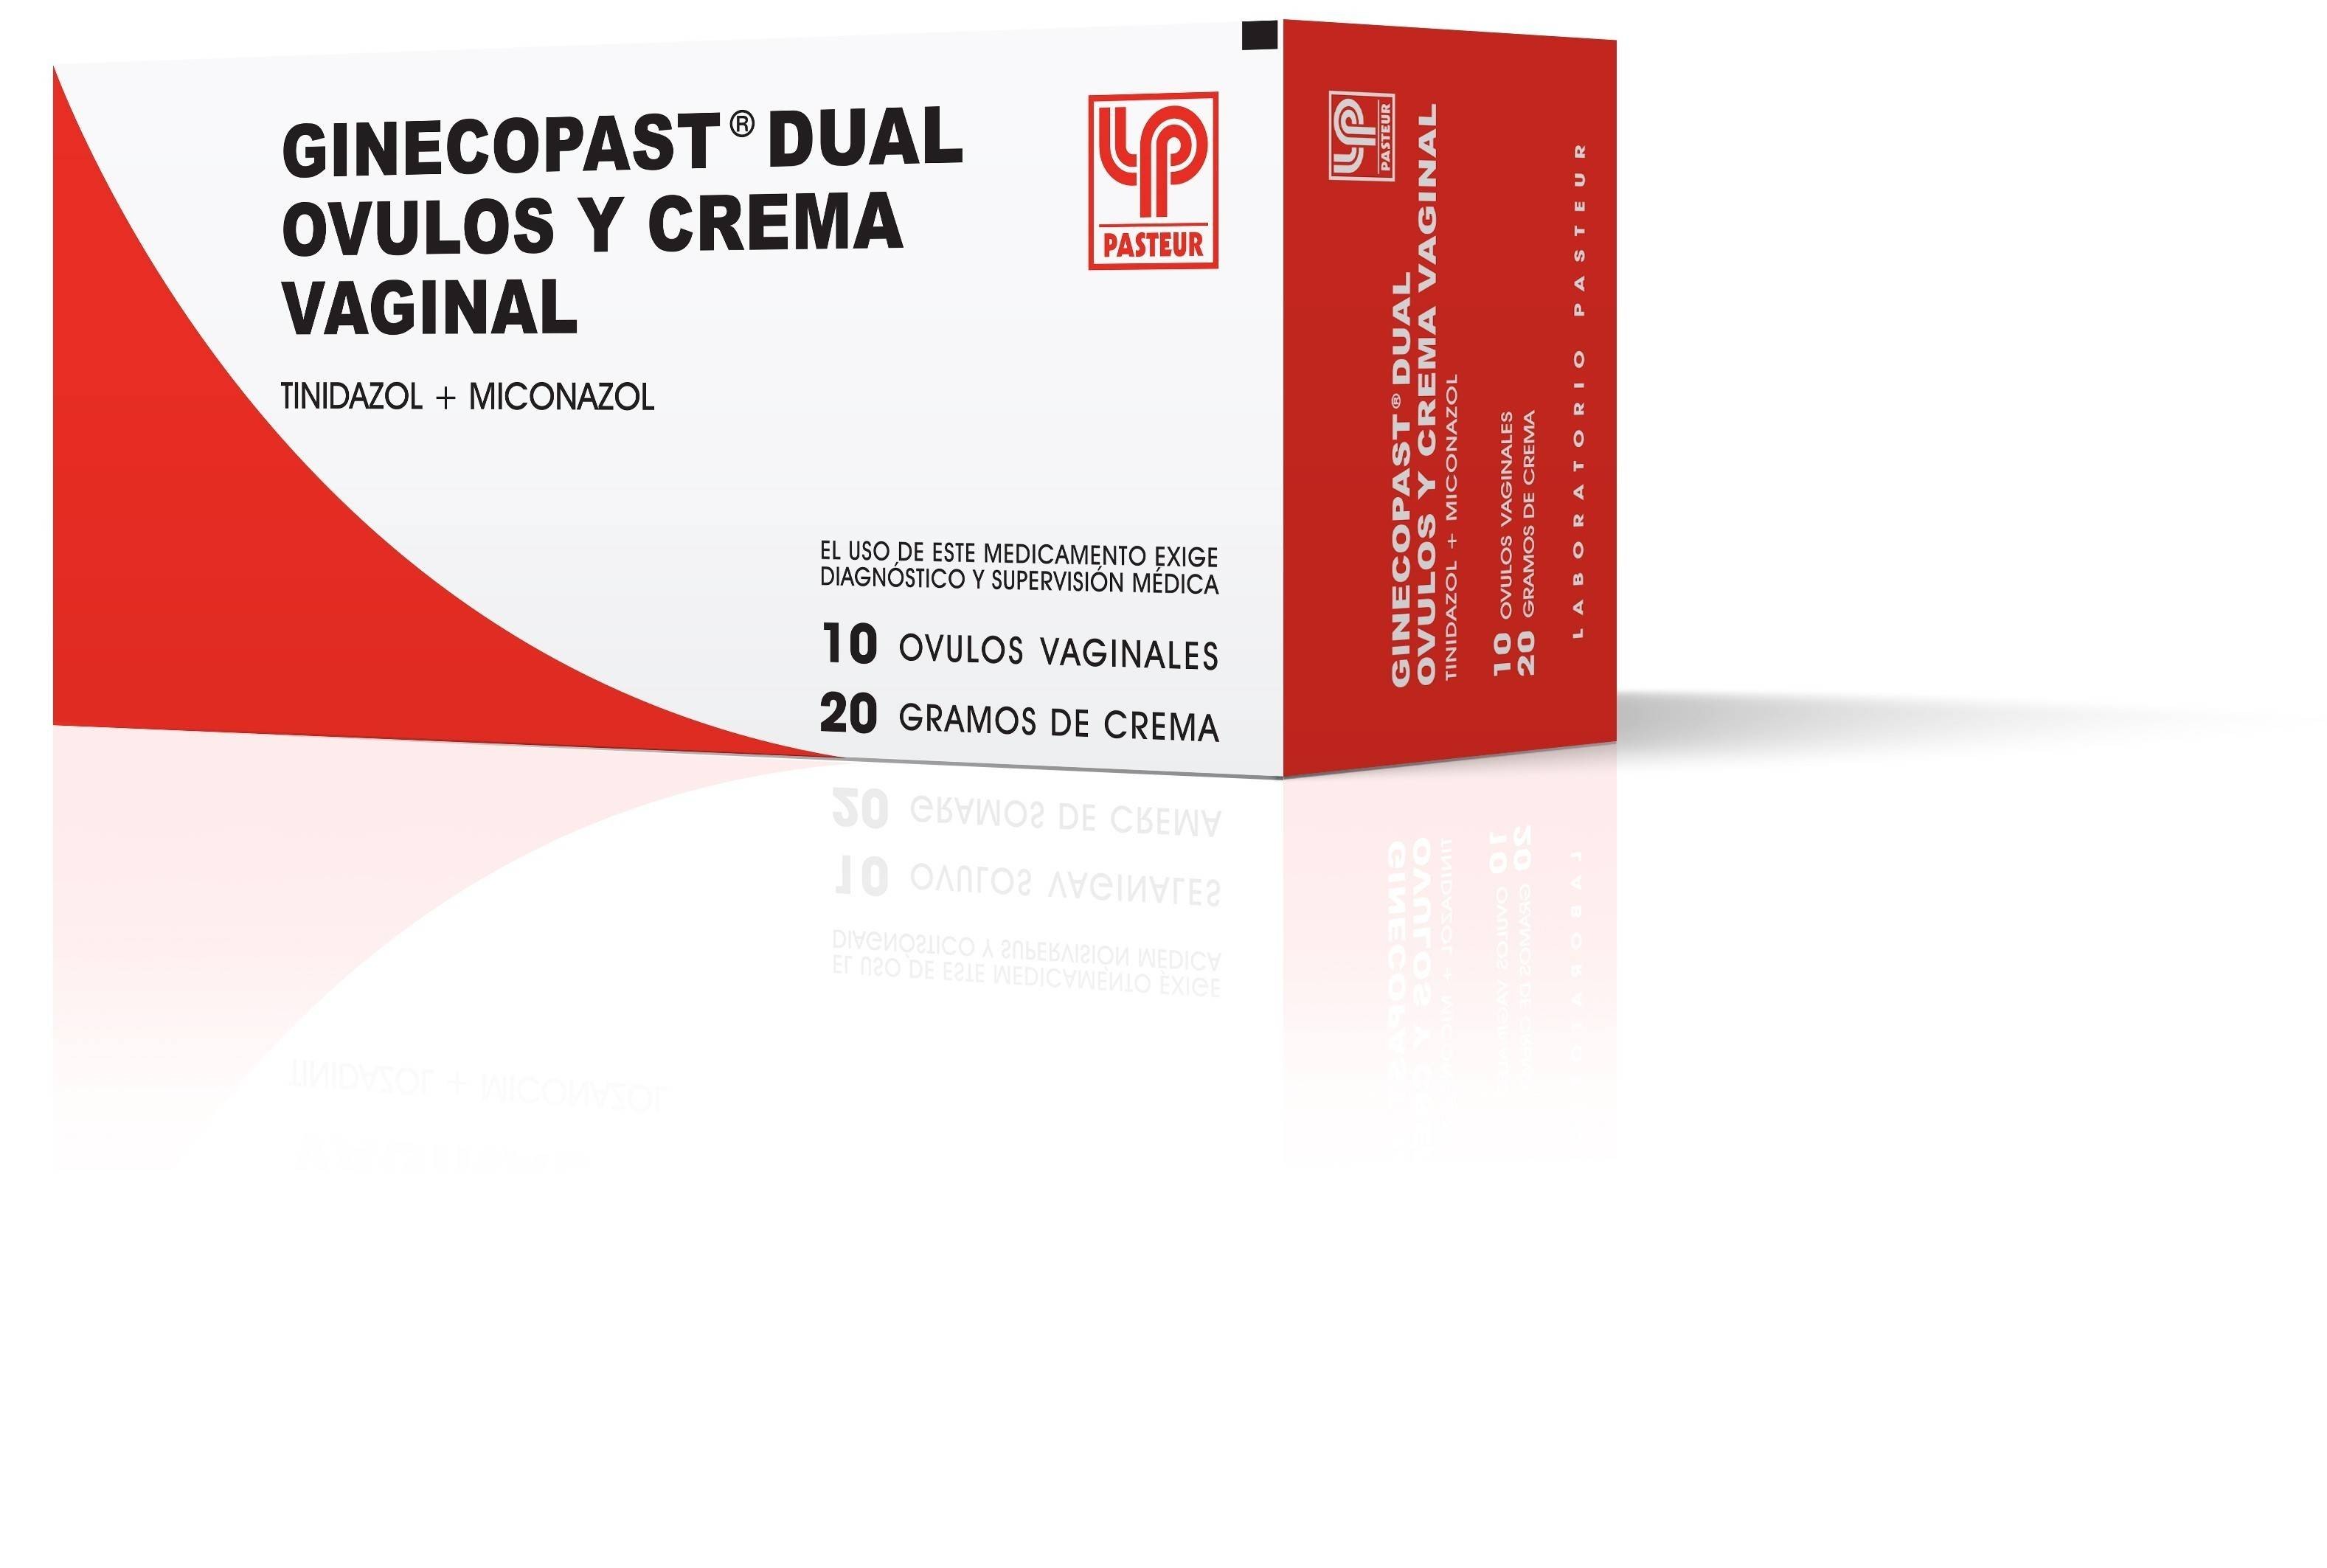 GINECOPAST® DUAL
OVULOS Y CREMA
VAGINAL
TINIDAZOL + MICONAZOL
PASTEUR
EL USO DE ESTE MEDICAMENTO EXIGE
DIAGNÓSTICO Y SUPERVISIÓN MÉDICA
10 OVULOS VAGINALES
20 GRAMOS DE CREMA
PASTEUR
GINECOPAST® DUAL
OVULOS Y CREMA VAGINAL
TINIDAZOL + MICONAZOL
10 OVULOS VAGINALES
20 GRAMOS DE CREMA
LABORATORIO PASTEUR